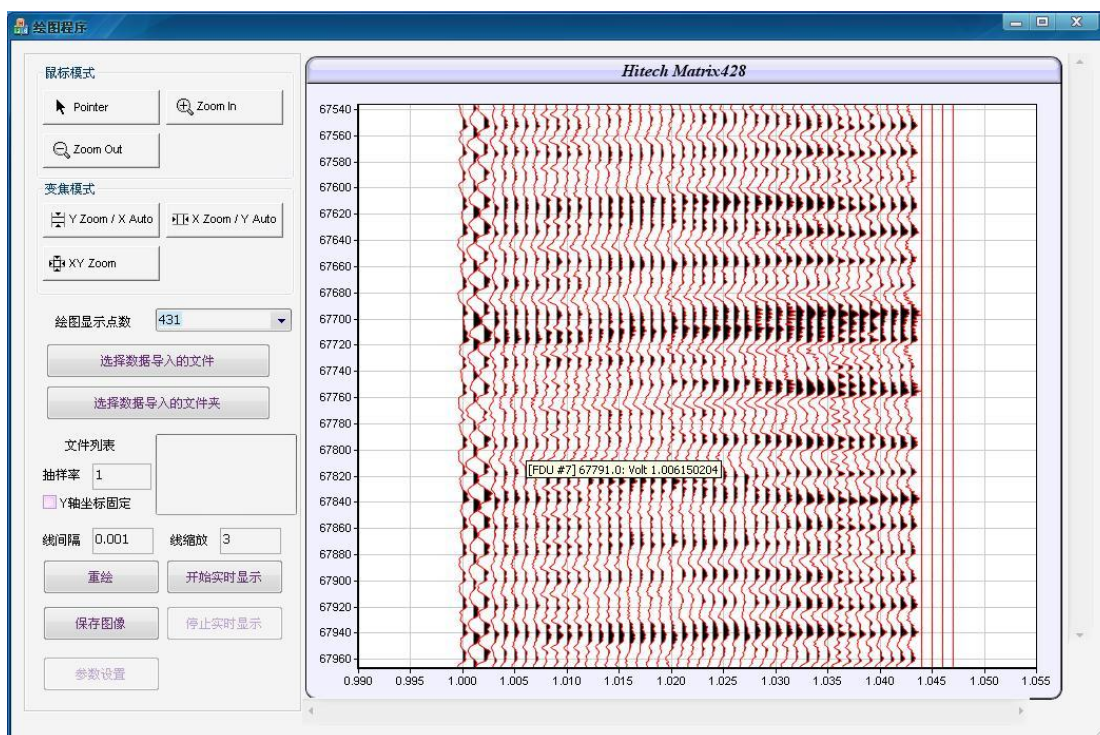 绘图程序
鼠标模式
Pointer
Zoom In
Zoom Out
变焦模式
Y Zoom / X Auto
X Zoom / Y Auto
XY Zoom
绘图显示点数 431
选择数据导入的文件
选择数据导入的文件夹
文件列表
抽样率 1
Y轴坐标固定
线间隔 0.001 线缩放 3
重绘
开始实时显示
保存图像
停止实时显示
参数设置
Hitech Matrix428
67540
67560
67580
67600
67620
67640
67660
67680
67700
67720
67740
67760
67780
67800
67820
67840
67860
67880
67900
67920
67940
67960
[FDU #7] 67791.0: Volt 1.006150204
0.990 0.995 1.000 1.005 1.010 1.015 1.020 1.025 1.030 1.035 1.040 1.045 1.050 1.055